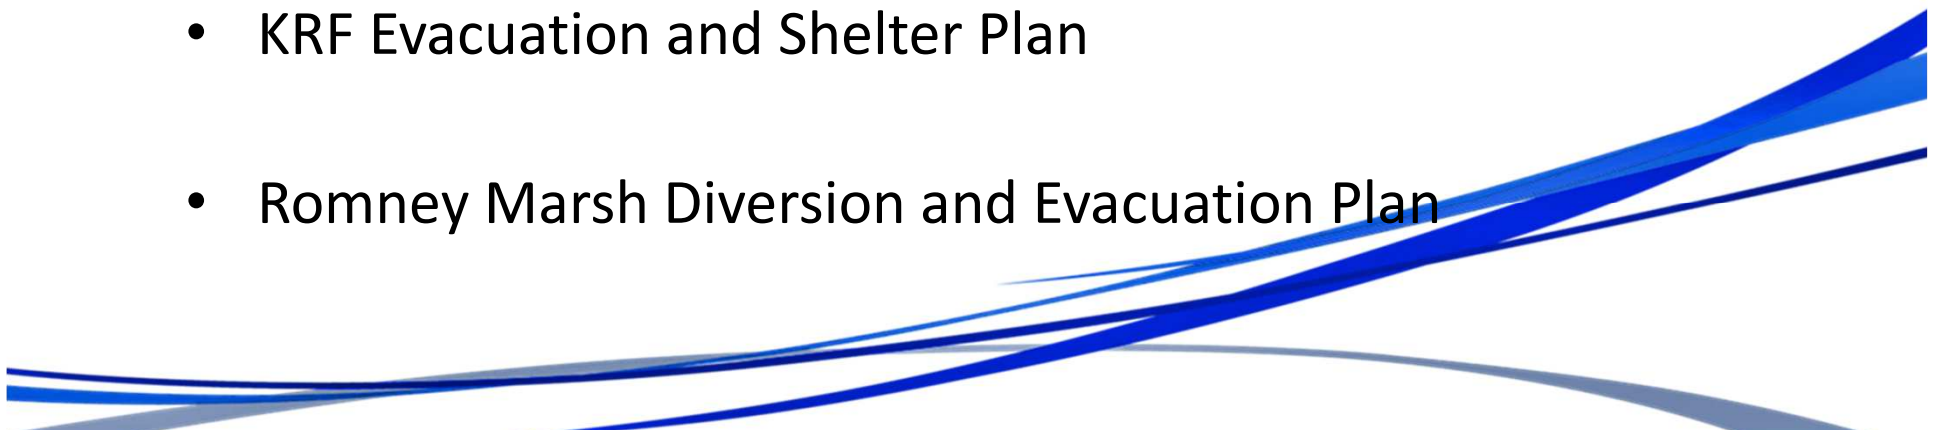 • KRF Evacuation and Shelter Plan
• Romney Marsh Diversion and Evacuation Plan